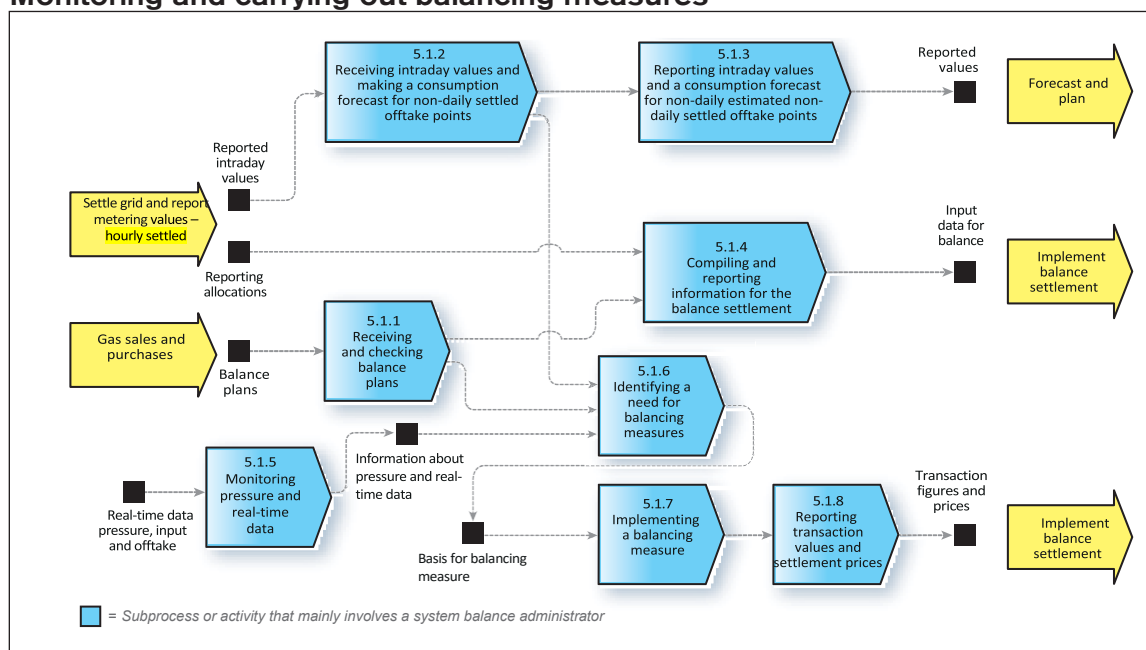 Monitoring and carrying out balancing measures
5.1.2
Receiving intraday values and
making a consumption
forecast for non-daily settled
offtake points
5.1.3
Reporting intraday values
and a consumption forecast
for non-daily estimated non-
daily settled offtake points
Reported
values
Forecast and
plan
Reported
intraday
values
Settle grid and report
metering values –
hourly settled
Reporting
allocations
5.1.4
Compiling and
reporting
information for the
balance settlement
Input
data for
balance
Implement
balance
settlement
Gas sales and
purchases
Balance
plans
5.1.1
Receiving
and checking
balance
plans
5.1.6
Identifying a
need for
balancing
measures
Information about
pressure and real-
time data
5.1.5
Monitoring
pressure and
real-time
data
Real-time data
pressure, input
and offtake
Basis for balancing
measure
5.1.7
Implementing
a balancing
measure
5.1.8
Reporting
transaction
values and
settlement prices
Transaction
figures and
prices
Implement
balance
settlement
= Subprocess or activity that mainly involves a system balance administrator